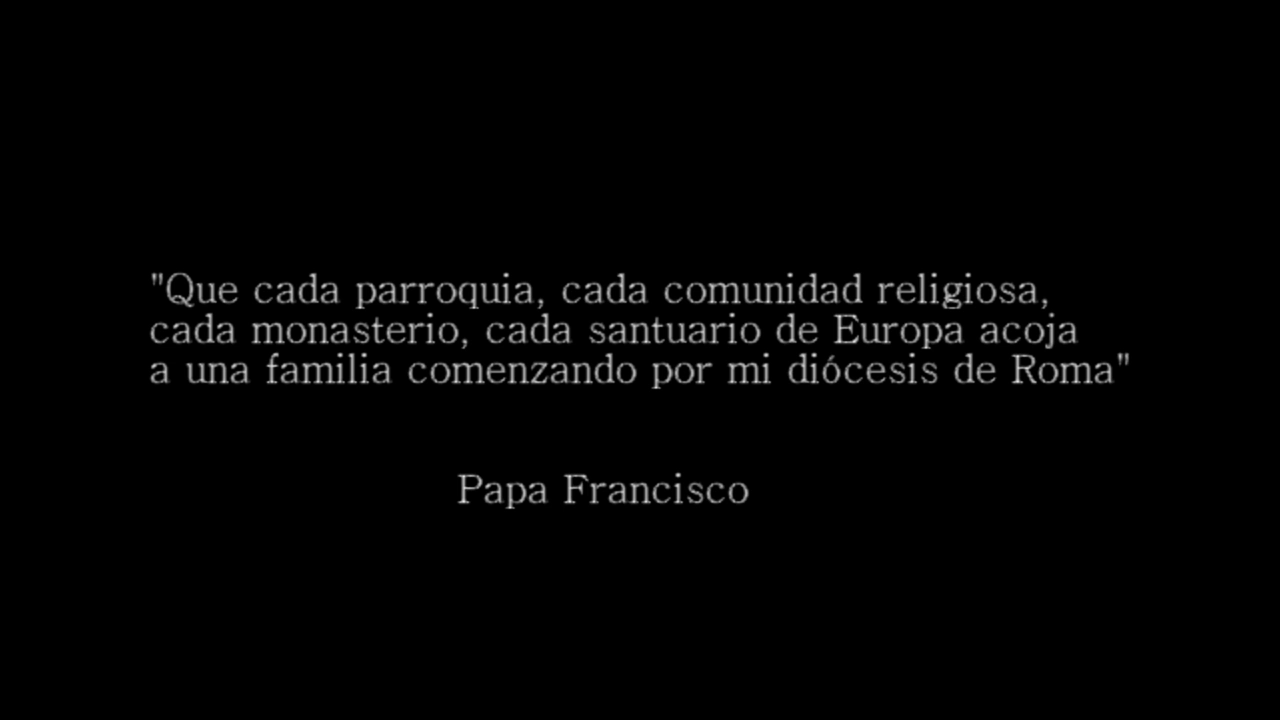 "Que cada parroquia, cada comunidad religiosa,
cada monasterio, cada santuario de Europa acoja
a una familia comenzando por mi diócesis de Roma"
Papa Francisco